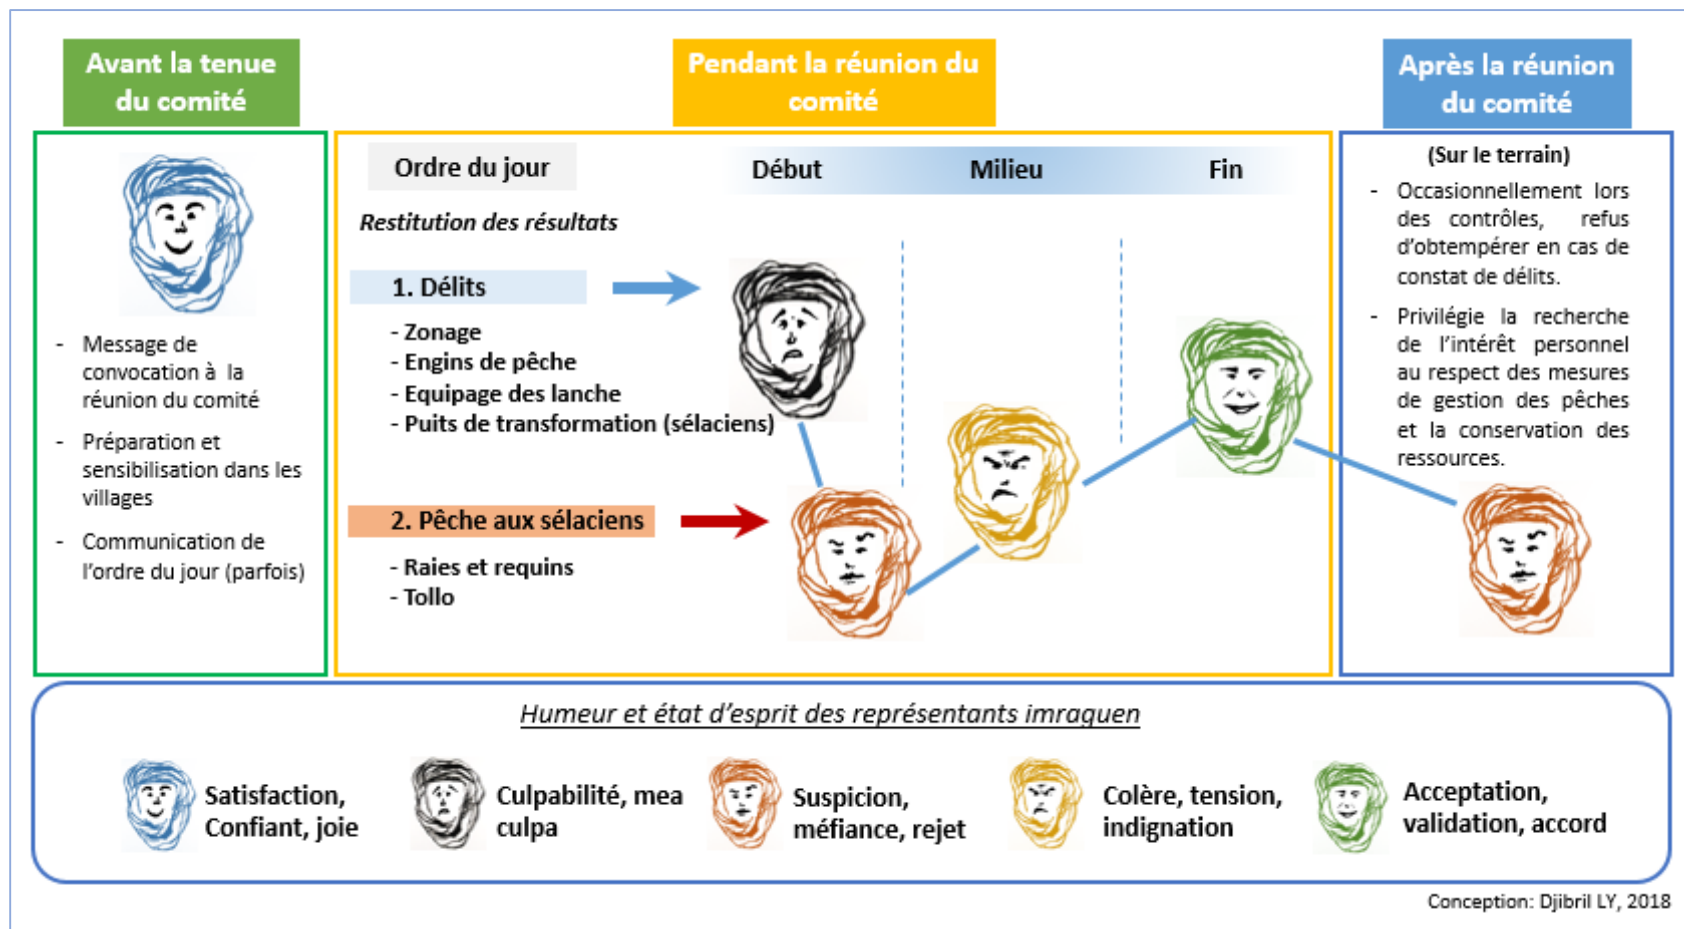 Avant la tenue
du comité
Pendant la réunion du
comité
Après la réunion
du comité
- Message de
convocation à la
réunion du comité
- Préparation et
sensibilisation dans les
villages
- Communication de
l'ordre du jour (parfois)
Ordre du jour
Début
Milieu
Fin
Restitution des résultats
1. Délits
- Zonage
- Engins de pêche
- Equipage des lanche
- Puits de transformation (sélaciens)
2. Pêche aux sélaciens
- Raies et requins
- Tollo
(Sur le terrain)
- Occasionnellement lors
des contrôles, refus
d'obtempérer en cas de
constat de délits.
- Privilégie la recherche
de l'intérêt personnel
au respect des mesures
de gestion des pêches
et la conservation des
ressources.
Humeur et état d'esprit des représentants imraguen
Satisfaction,
Confiant, joie
Culpabilité, mea
culpa
Suspicion,
méfiance, rejet
Colère, tension,
indignation
Acceptation,
validation, accord
Conception: Djibril LY, 2018